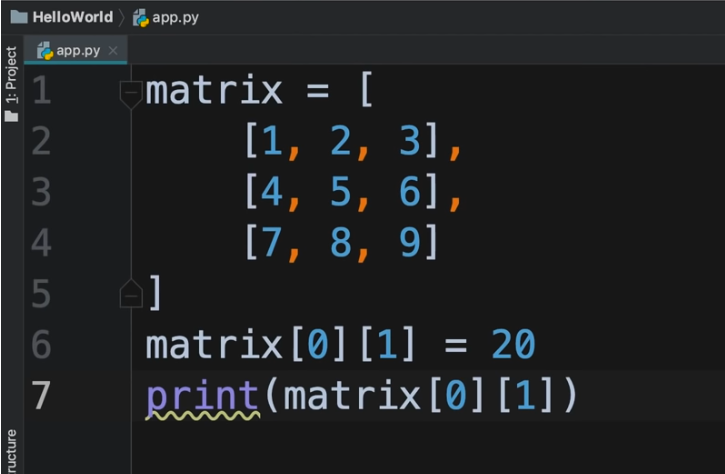 HelloWorld app.py
app.py
1: Project
1 matrix = [
2     [1, 2, 3],
3     [4, 5, 6],
4     [7, 8, 9]
5 ]
6 matrix[0][1] = 20
7 print(matrix[0][1])
ructure